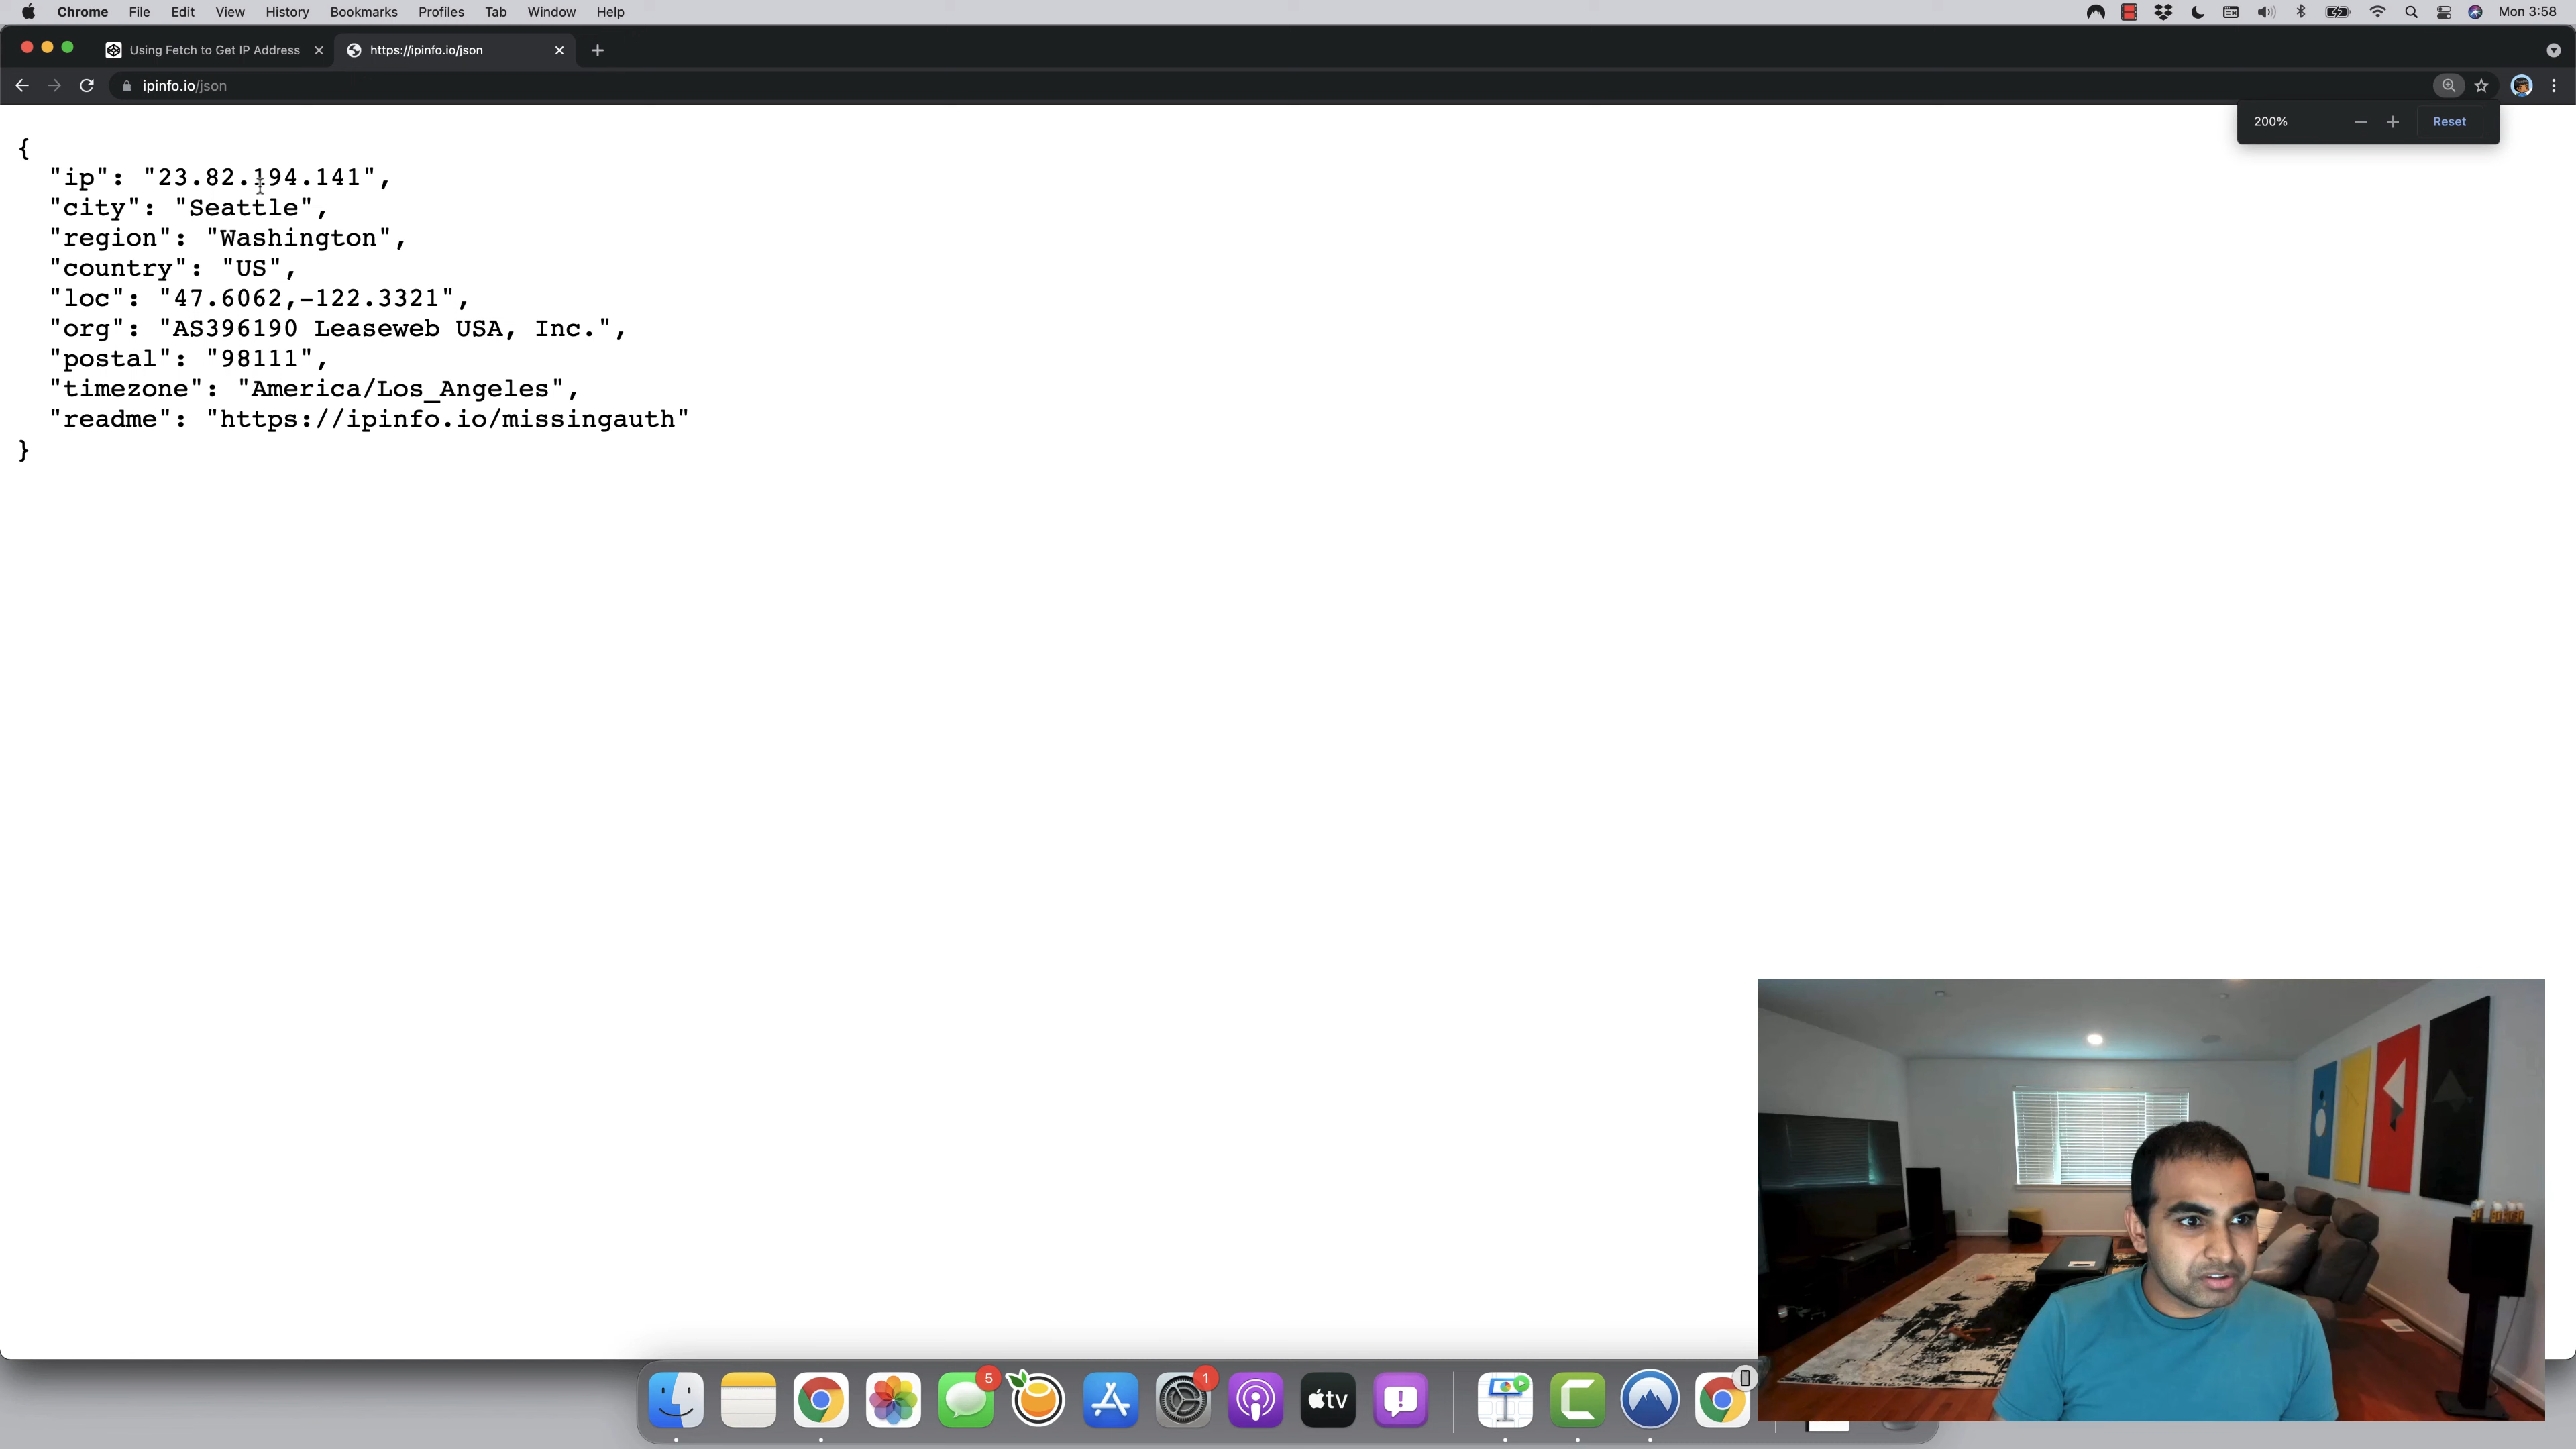 Chrome File Edit View History Bookmarks Profiles Tab Window Help Mon 3:58
Using Fetch to Get IP Address https://ipinfo.io/json
ipinfo.io/json
200% Reset
{
"ip": "23.82.194.141",
"city": "Seattle",
"region": "Washington",
"country": "US",
"loc": "47.6062,-122.3321",
"org": "AS396190 Leaseweb USA, Inc.",
"postal": "98111",
"timezone": "America/Los_Angeles",
"readme": "https://ipinfo.io/missingauth"
}
5
1
tv